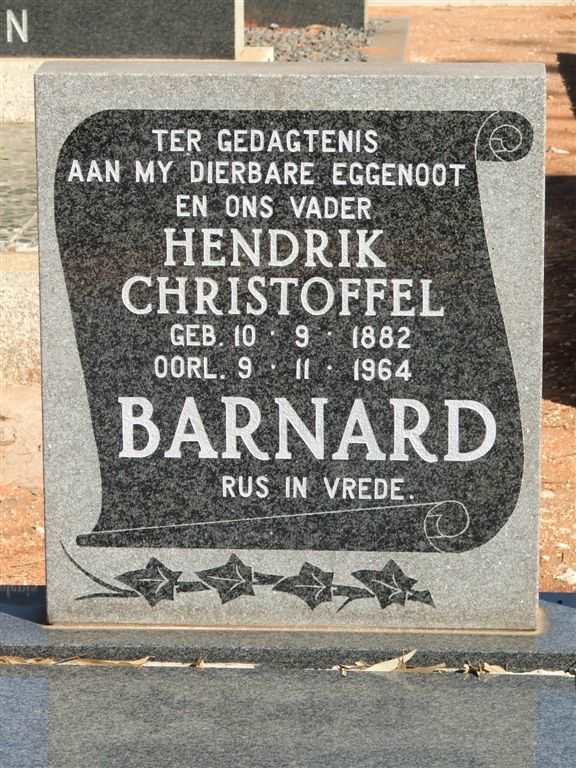 N
TER GEDAGTENIS
AAN MY DIERBARE EGGENOOT
EN ONS VADER
HENDRIK
CHRISTOFFEL
GEB. 10 · 9 · 1882
OORL. 9 · 11 · 1964
BARNARD
RUS IN VREDE.